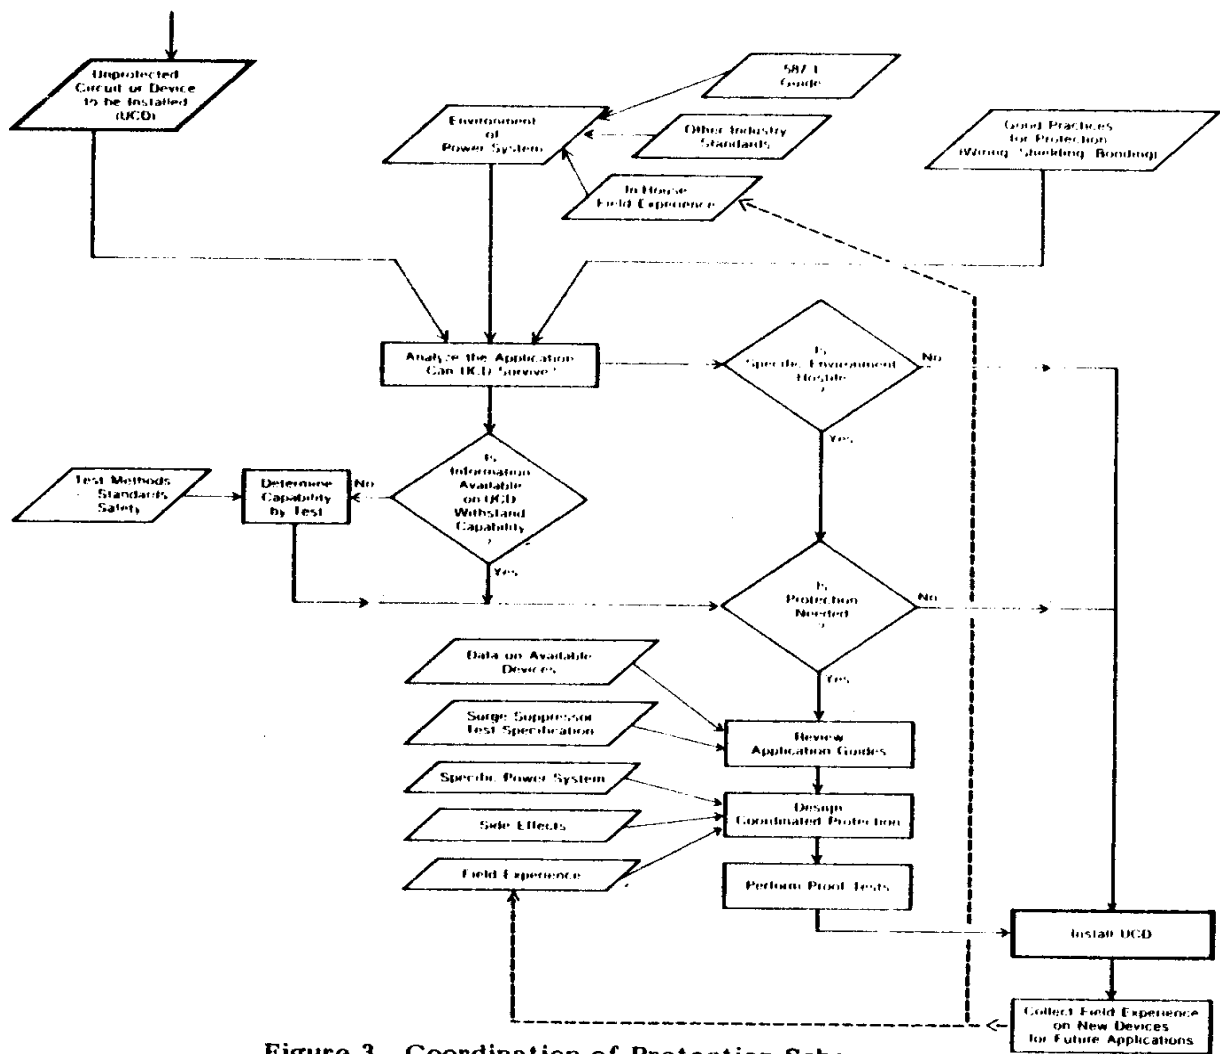 Unprotected
Circuit or Device
to be Installed
(UCD)
587.1
Guide
Environment
of
Power System
Other Industry
Standards
Good Practices
for Protection
(Wiring, Shielding, Bonding)
In-House
Field Experience
Analyze the Application
Can UCD Survive?
Is
Specific Environment
Hostile
?
No
Yes
Test Methods
Standards
Safety
Determine
Capability
by Test
No
Is
Information
Available
on UCD
Withstand
Capability
?
Yes
Is
Protection
Needed
?
No
Yes
Data on Available
Devices
Surge Suppressor
Test Specification
Review
Application Guides
Specific Power System
Side Effects
Design
Coordinated Protection
Field Experience
Perform Proof Tests
Install UCD
Collect Field Experience
on New Devices
for Future Applications
Figure 3 Coordination of Protection